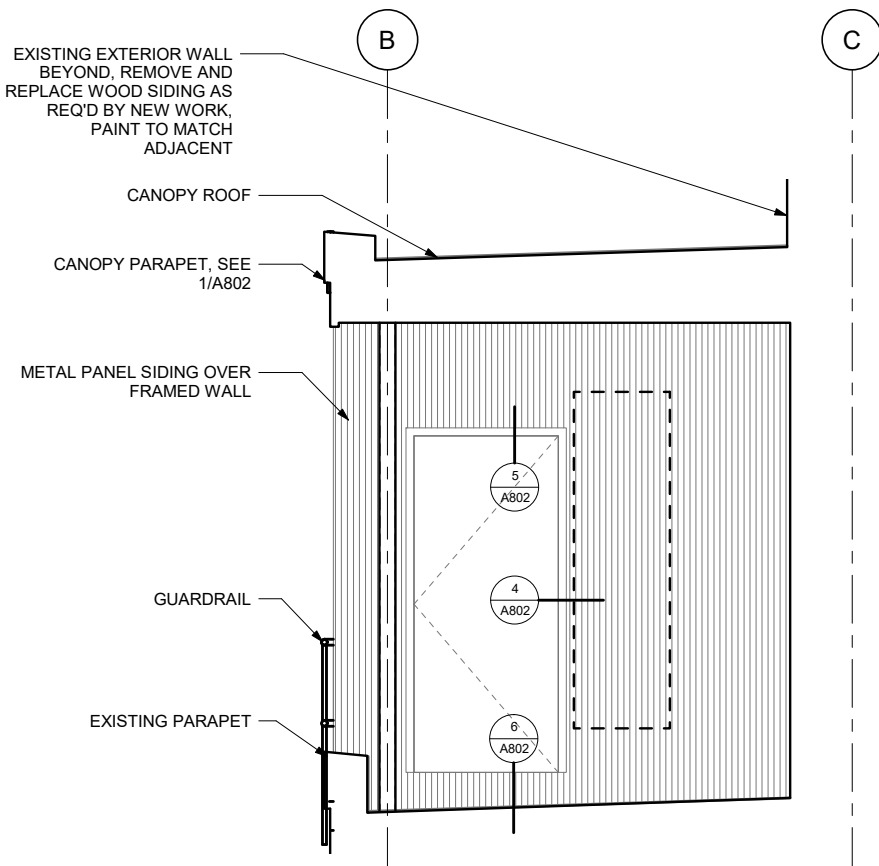 B
C
EXISTING EXTERIOR WALL
BEYOND, REMOVE AND
REPLACE WOOD SIDING AS
REQ'D BY NEW WORK,
PAINT TO MATCH
ADJACENT
CANOPY ROOF
CANOPY PARAPET, SEE
1/A802
METAL PANEL SIDING OVER
FRAMED WALL
5
A802
4
A802
GUARDRAIL
6
A802
EXISTING PARAPET